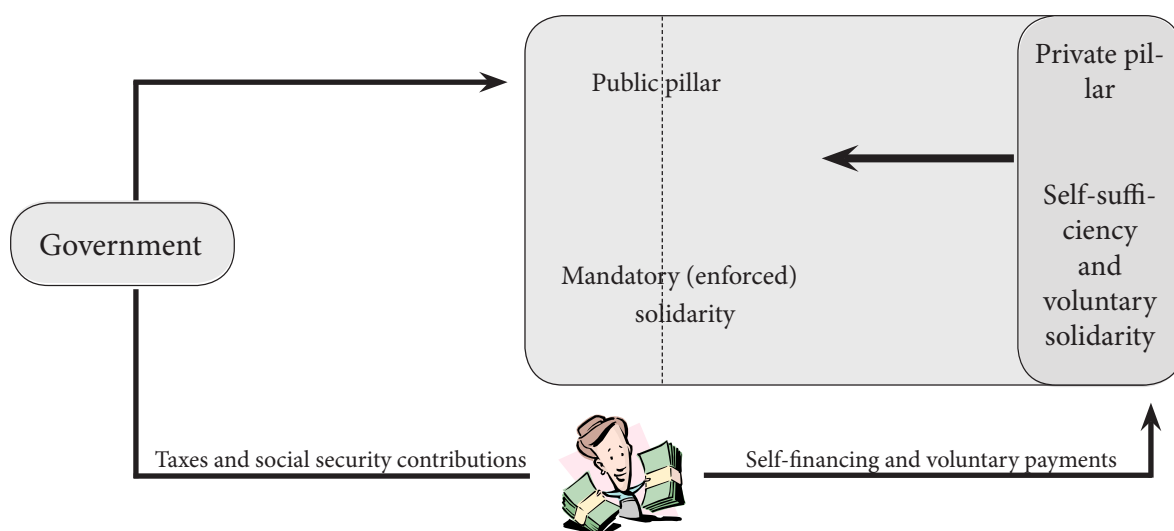 Public pillar
Private pil-
lar
Government
Mandatory (enforced)
solidarity
Self-suffi-
ciency
and
voluntary
solidarity
Taxes and social security contributions
Self-financing and voluntary payments